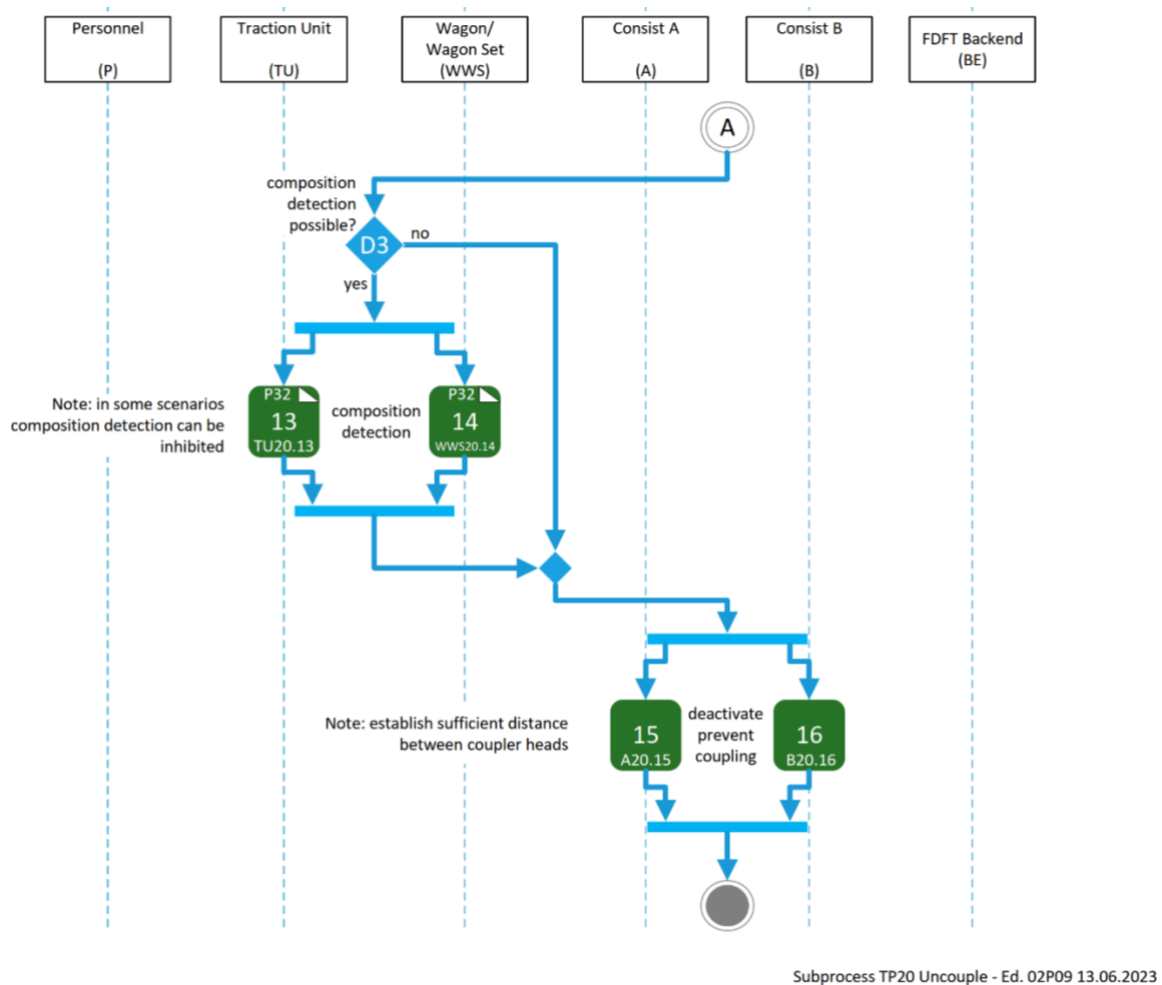 Personnel
(P)
Traction Unit
(TU)
Wagon/
Wagon Set
(WWS)
Consist A
(A)
Consist B
(B)
FDFT Backend
(BE)
A
composition
detection
possible?
D3
no
yes
Note: in some scenarios
composition detection can be
inhibited
P32
13
TU20.13
composition
detection
P32
14
WWS20.14
Note: establish sufficient distance
between coupler heads
15
A20.15
deactivate
prevent
coupling
16
B20.16
Subprocess TP20 Uncouple - Ed. 02P09 13.06.2023